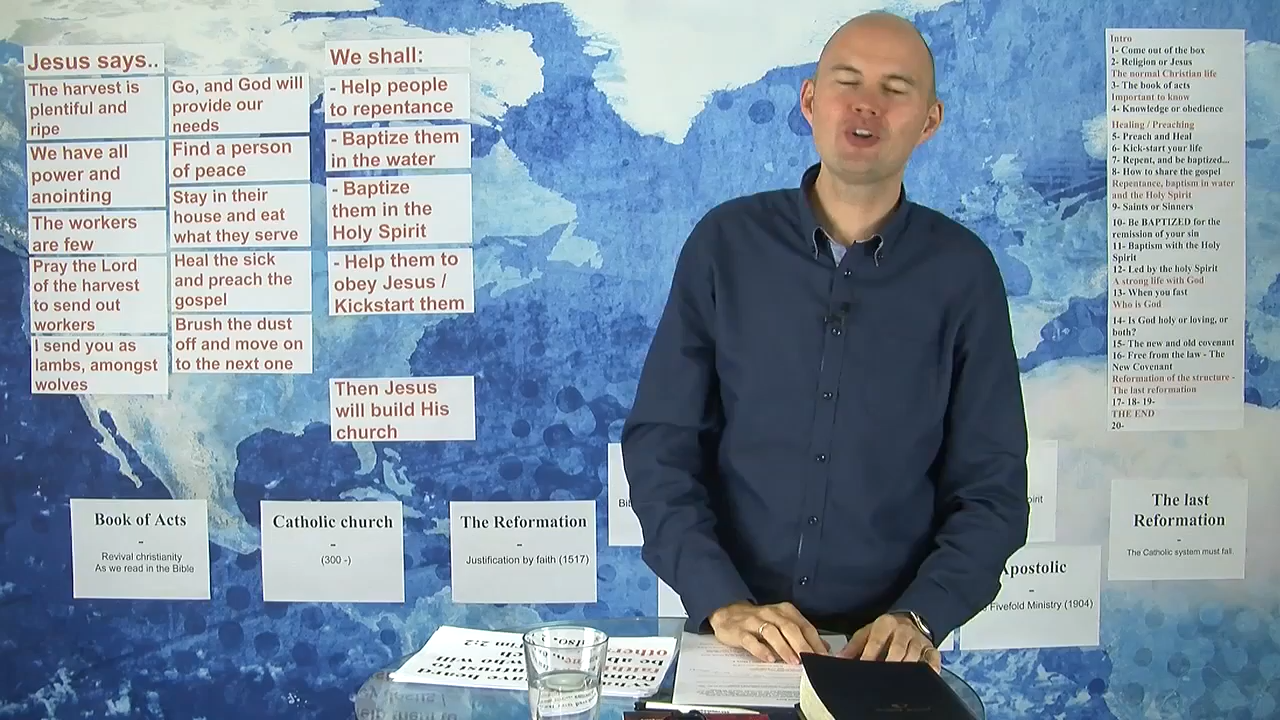 Jesus says..
The harvest is
plentiful and
ripe
We have all
power and
anointing
The workers
are few
Pray the Lord
of the harvest
to send out
workers
I send you as
lambs, amongst
wolves
Go, and God will
provide our
needs
Find a person
of peace
Stay in their
house and eat
what they serve
Heal the sick
and preach the
gospel
Brush the dust
off and move on
to the next one
We shall:
- Help people
to repentance
- Baptize them
in the water
- Baptize
them in the
Holy Spirit
- Help them to
obey Jesus /
Kickstart them
Then Jesus
will build His
church
Intro
1- Come out of the box
2- Religion or Jesus
The normal Christian life
3- The book of acts
Important to know
4- Knowledge or obedience
Healing / Preaching
5- Preach and Heal
6- Kick-start your life
7- Repent, and be baptized...
8- How to share the gospel
Repentance, baptism in water
and the Holy Spirit
9- Saints or Sinners
10- Be BAPTIZED for the
remission of your sin
11- Baptism with the Holy
Spirit
12- Led by the holy Spirit
A strong life with God
13- When you fast
Who is God
14- Is God holy or loving, or
both?
15- The new and old covenant
16- Free from the law - The
New Covenant
Reformation of the structure -
The last reformation
17- 18- 19-
THE END
20-
Book of Acts
-
Revival christianity
As we read in the Bible
Catholic church
-
(300 -)
The Reformation
-
Justification by faith (1517)
Bib
pirit
Apostolic
-
Fivefold Ministry (1904)
The last
Reformation
-
The Catholic system must fall